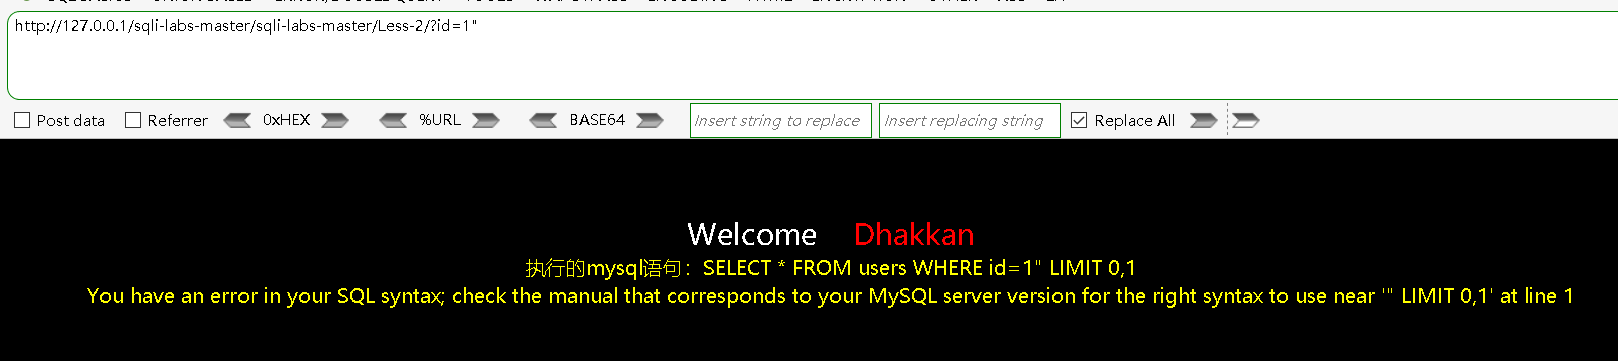 http://127.0.0.1/sqli-labs-master/sqli-labs-master/Less-2/?id=1"
Post data Referrer 0xHEX %URL BASE64 Insert string to replace Insert replacing string Replace All
Welcome Dhakkan
执行的mysql语句：SELECT * FROM users WHERE id=1" LIMIT 0,1
You have an error in your SQL syntax; check the manual that corresponds to your MySQL server version for the right syntax to use near '" LIMIT 0,1' at line 1